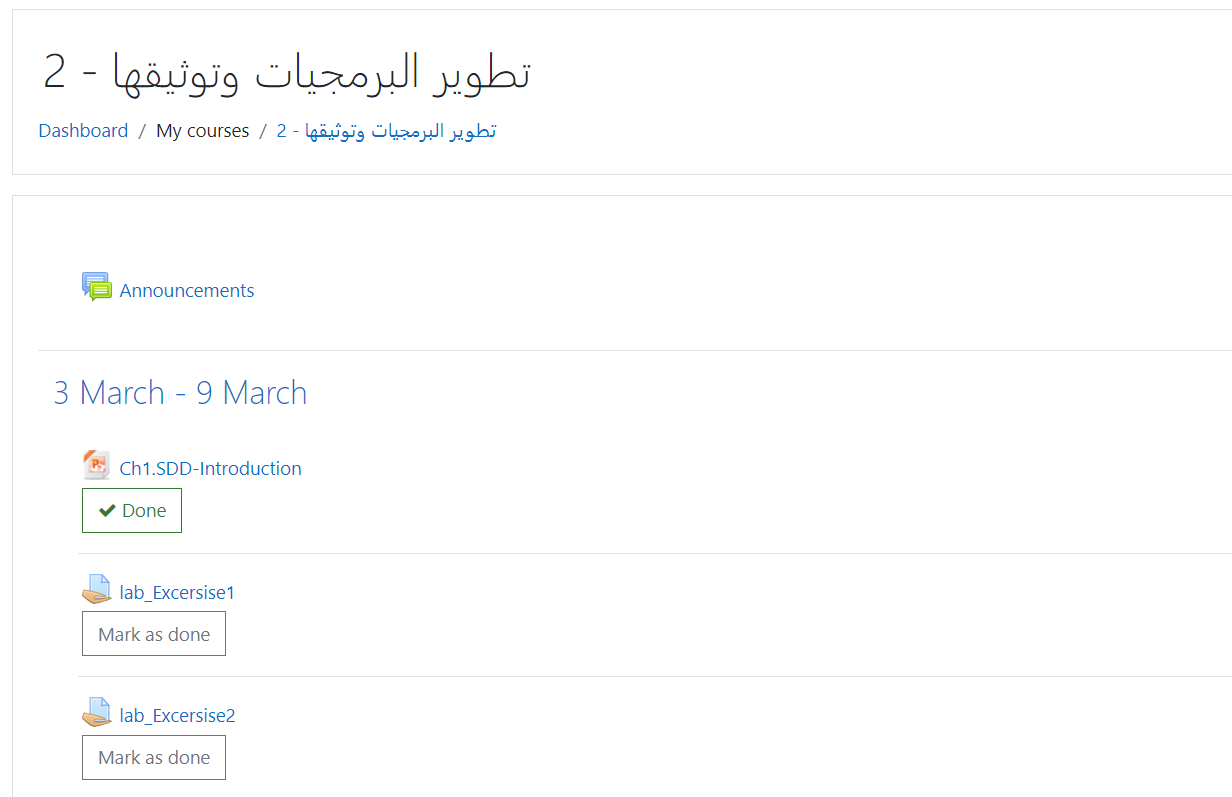 تطوير البرمجيات وتوثيقها - 2
Dashboard / My courses / تطوير البرمجيات وتوثيقها - 2
Announcements
3 March - 9 March
Ch1.SDD-Introduction
Done
lab_Excersise1
Mark as done
lab_Excersise2
Mark as done